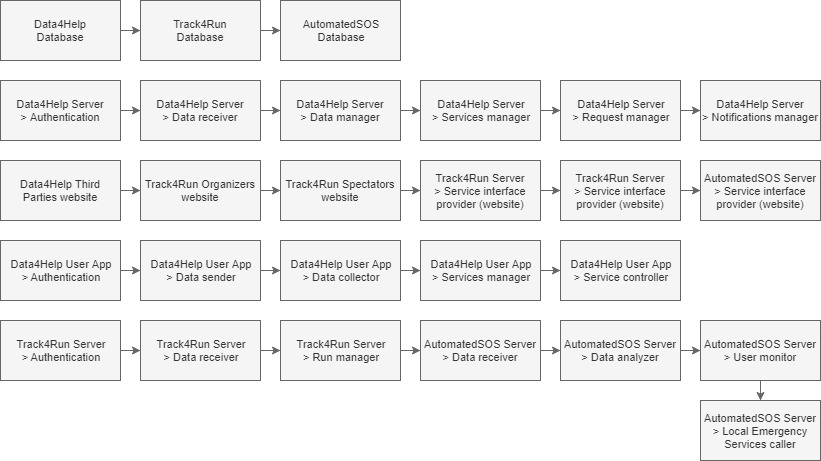 Data4Help
Database
Track4Run
Database
AutomatedSOS
Database
Data4Help Server
> Authentication
Data4Help Server
> Data receiver
Data4Help Server
> Data manager
Data4Help Server
> Services manager
Data4Help Server
> Request manager
Data4Help Server
> Notifications manager
Data4Help Third
Parties website
Track4Run Organizers
website
Track4Run Spectators
website
Track4Run Server
> Service interface
provider (website)
Track4Run Server
> Service interface
provider (website)
AutomatedSOS Server
> Service interface
provider (website)
Data4Help User App
> Authentication
Data4Help User App
> Data sender
Data4Help User App
> Data collector
Data4Help User App
> Services manager
Data4Help User App
> Service controller
Track4Run Server
> Authentication
Track4Run Server
> Data receiver
Track4Run Server
> Run manager
AutomatedSOS Server
> Data receiver
AutomatedSOS Server
> Data analyzer
AutomatedSOS Server
> User monitor
AutomatedSOS Server
> Local Emergency
Services caller